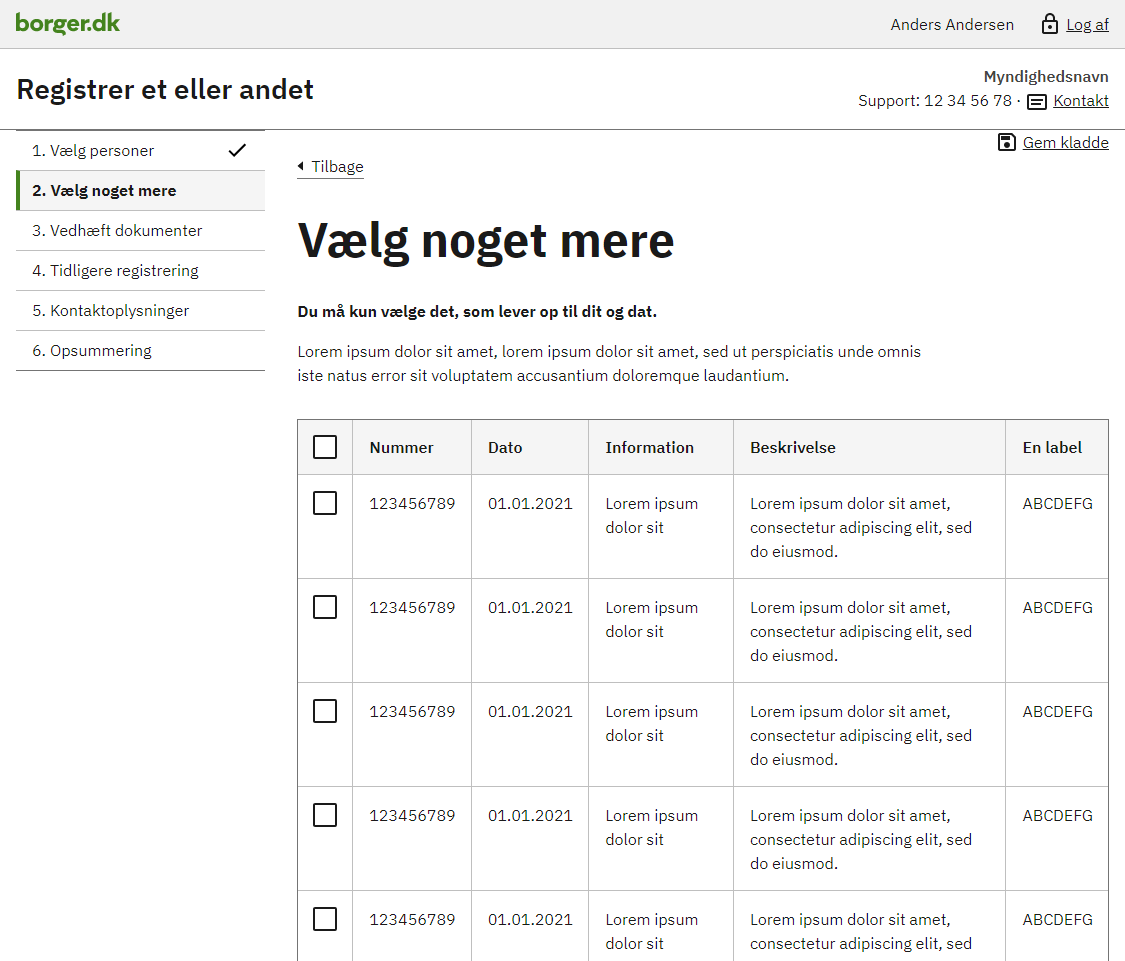 borger.dk
Anders Andersen
Log af
Registrer et eller andet
Myndighedsnavn
Support: 12 34 56 78 · Kontakt
1. Vælg personer
2. Vælg noget mere
3. Vedhæft dokumenter
4. Tidligere registrering
5. Kontaktoplysninger
6. Opsummering
Gem kladde
Tilbage
Vælg noget mere
Du må kun vælge det, som lever op til dit og dat.
Lorem ipsum dolor sit amet, lorem ipsum dolor sit amet, sed ut perspiciatis unde omnis
iste natus error sit voluptatem accusantium doloremque laudantium.
Nummer Dato Information Beskrivelse En label
123456789 01.01.2021 Lorem ipsum Lorem ipsum dolor sit amet, ABCDEFG
dolor sit consectetur adipiscing elit, sed
do eiusmod.
123456789 01.01.2021 Lorem ipsum Lorem ipsum dolor sit amet, ABCDEFG
dolor sit consectetur adipiscing elit, sed
do eiusmod.
123456789 01.01.2021 Lorem ipsum Lorem ipsum dolor sit amet, ABCDEFG
dolor sit consectetur adipiscing elit, sed
do eiusmod.
123456789 01.01.2021 Lorem ipsum Lorem ipsum dolor sit amet, ABCDEFG
dolor sit consectetur adipiscing elit, sed
do eiusmod.
123456789 01.01.2021 Lorem ipsum Lorem ipsum dolor sit amet, ABCDEFG
dolor sit consectetur adipiscing elit, sed